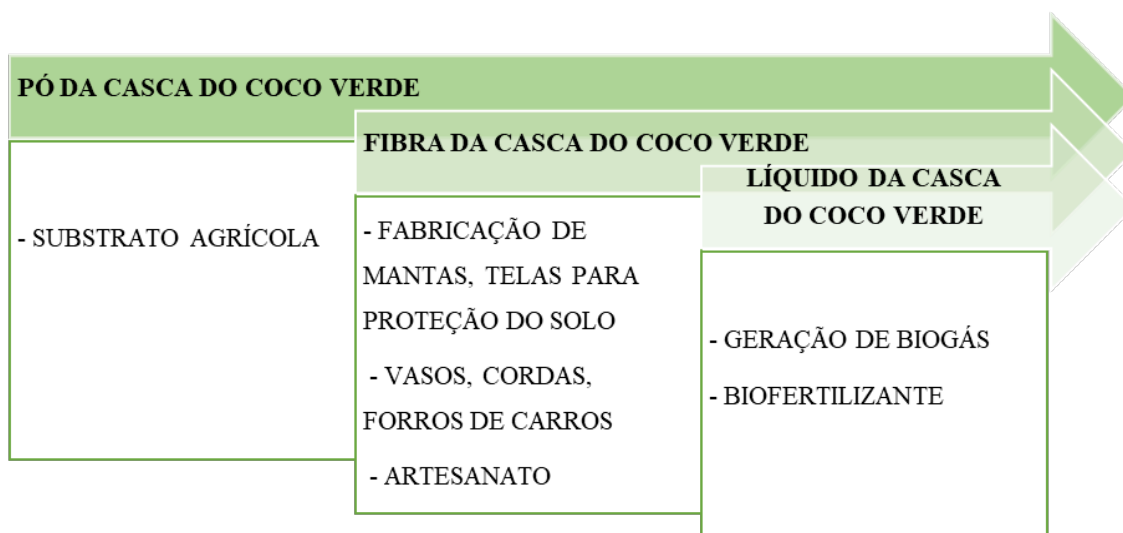 PÓ DA CASCA DO COCO VERDE
- SUBSTRATO AGRÍCOLA
FIBRA DA CASCA DO COCO VERDE
- FABRICAÇÃO DE
MANTAS, TELAS PARA
PROTEÇÃO DO SOLO
- VASOS, CORDAS,
FORROS DE CARROS
- ARTESANATO
LÍQUIDO DA CASCA
DO COCO VERDE
- GERAÇÃO DE BIOGÁS
- BIOFERTILIZANTE